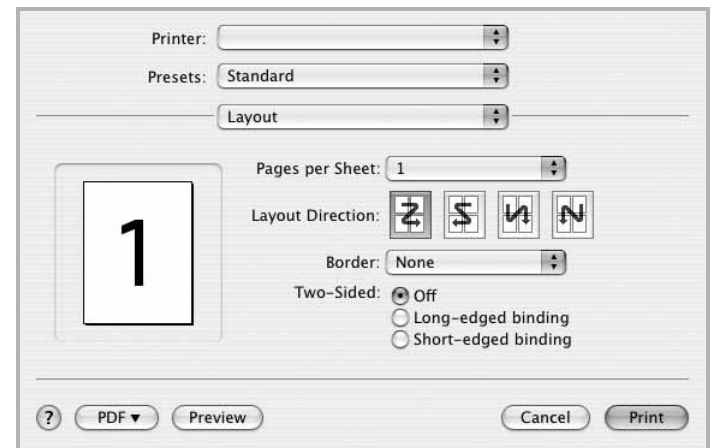 Printer:
Presets: Standard
Layout
Pages per Sheet: 1
Layout Direction:
Border: None
Two-Sided: Off
Long-edged binding
Short-edged binding
1
? PDF▼ Preview Cancel Print